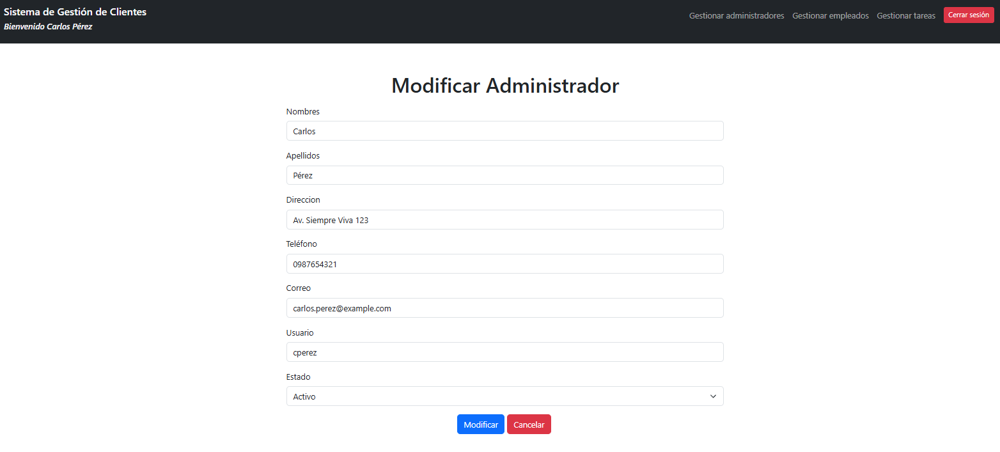 Sistema de Gestión de Clientes
Bienvenido Carlos Pérez
Gestionar administradores Gestionar empleados Gestionar tareas Cerrar sesión
Modificar Administrador
Nombres
Carlos
Apellidos
Pérez
Direccion
Av. Siempre Viva 123
Teléfono
0987654321
Correo
carlos.perez@example.com
Usuario
cperez
Estado
Activo
Modificar Cancelar